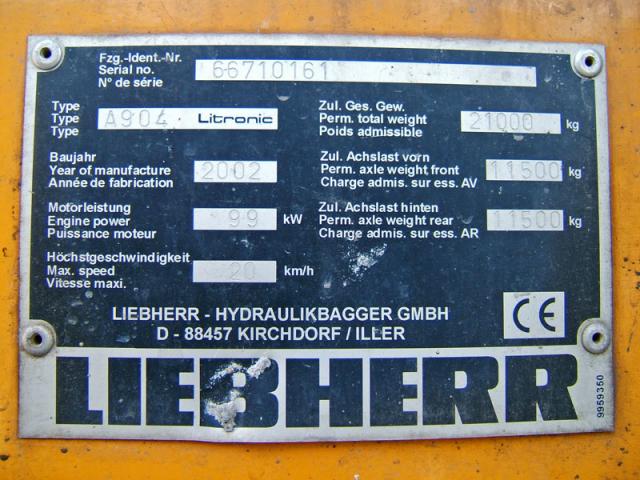 Fzg.-Ident.-Nr.
Serial no. 66710161
N° de série
Type
Type A904 Litronic
Type
Zul. Ges. Gew.
Perm. total weight 21000 kg
Poids admissible
Baujahr
Year of manufacture 2002
Année de fabrication
Zul. Achslast vorn
Perm. axle weight front 11500 kg
Charge admis. sur ess. AV
Motorleistung
Engine power 99 kW
Puissance moteur
Zul. Achslast hinten
Perm. axle weight rear 11500 kg
Charge admis. sur ess. AR
Höchstgeschwindigkeit
Max. speed 20 km/h
Vitesse maxi.
LIEBHERR - HYDRAULIKBAGGER GMBH
D - 88457 KIRCHDORF / ILLER
CE
LIEBHERR
9959350